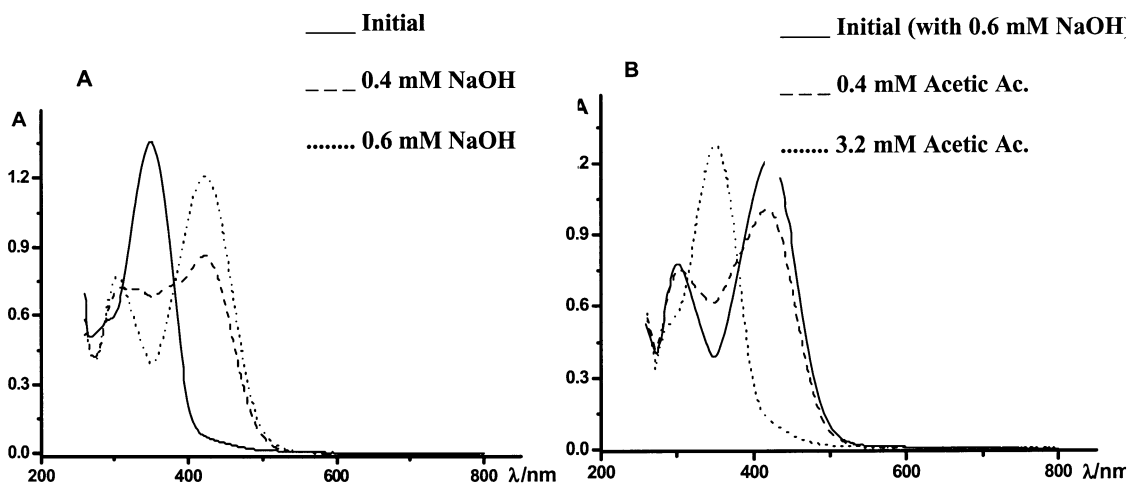 Initial
A
0.4 mM NaOH
A
0.6 mM NaOH
1.2
0.9
0.6
0.3
0.0
200
400
600
800
λ/nm
Initial (with 0.6 mM NaOH)
B
0.4 mM Acetic Ac.
A
3.2 mM Acetic Ac.
.2
0.9
0.6
0.3
0.0
200
400
600
800
λ/nm